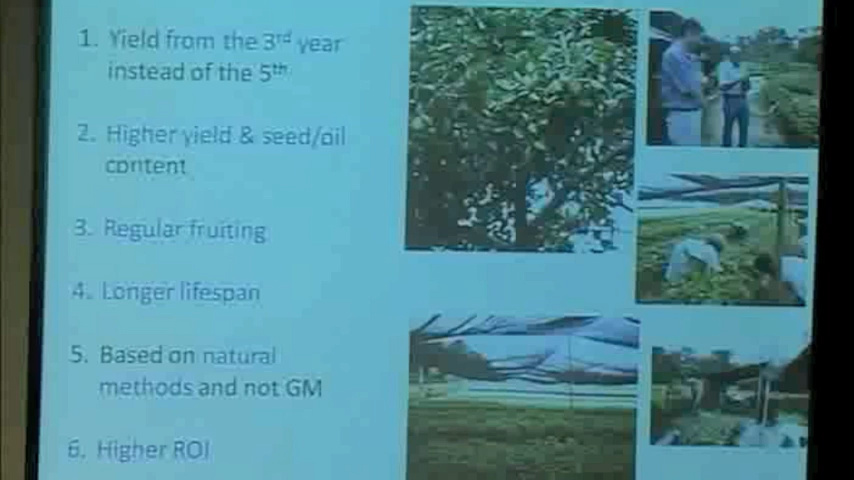 1. Yield from the 3rd year
instead of the 5th
2. Higher yield & seed/oil
content
3. Regular fruiting
4. Longer lifespan
5. Based on natural
methods and not GM
6. Higher ROI